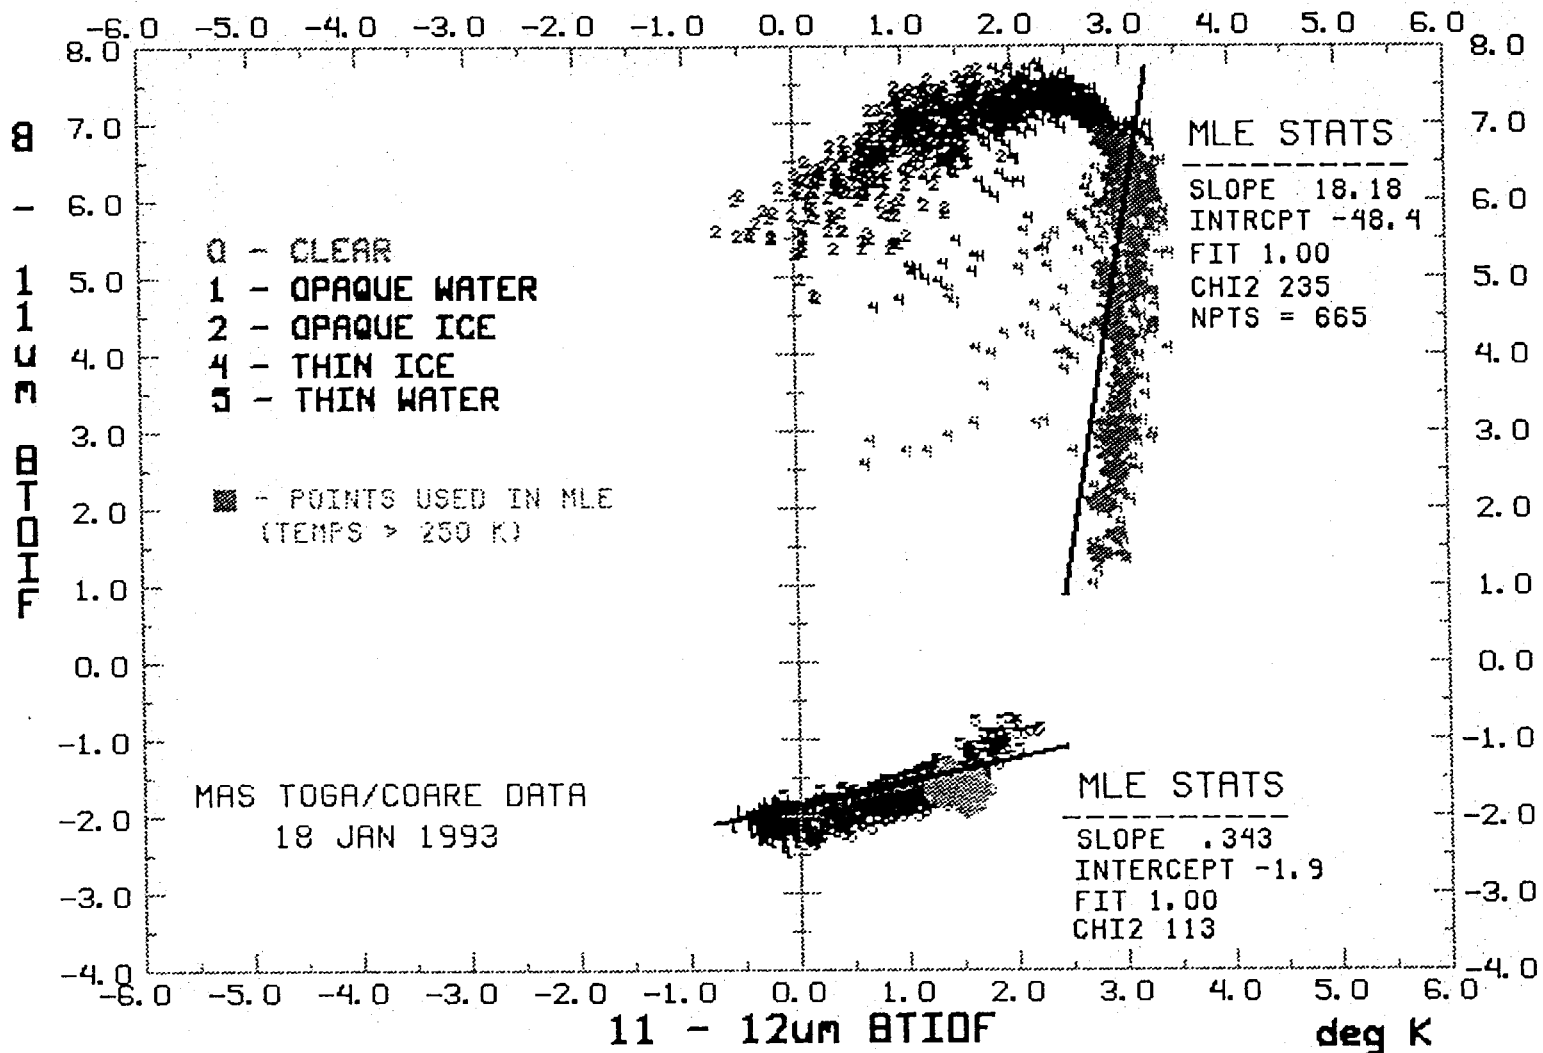 -6.0 -5.0 -4.0 -3.0 -2.0 -1.0 0.0 1.0 2.0 3.0 4.0 5.0 6.0
8.0
7.0
6.0
5.0
4.0
3.0
2.0
1.0
0.0
-1.0
-2.0
-3.0
-4.0
8 - 11um BTDIF
0 - CLEAR
1 - OPAQUE WATER
2 - OPAQUE ICE
4 - THIN ICE
5 - THIN WATER
- POINTS USED IN MLE
(TEMPS > 250 K)
MAS TOGA/COARE DATA
18 JAN 1993
MLE STATS
SLOPE 18.18
INTRCPT -48.4
FIT 1.00
CHI2 235
NPTS = 665
MLE STATS
SLOPE .343
INTERCEPT -1.9
FIT 1.00
CHI2 113
8.0
7.0
6.0
5.0
4.0
3.0
2.0
1.0
0.0
-1.0
-2.0
-3.0
-4.0
-6.0 -5.0 -4.0 -3.0 -2.0 -1.0 0.0 1.0 2.0 3.0 4.0 5.0 6.0
11 - 12um BTIDF
deg K